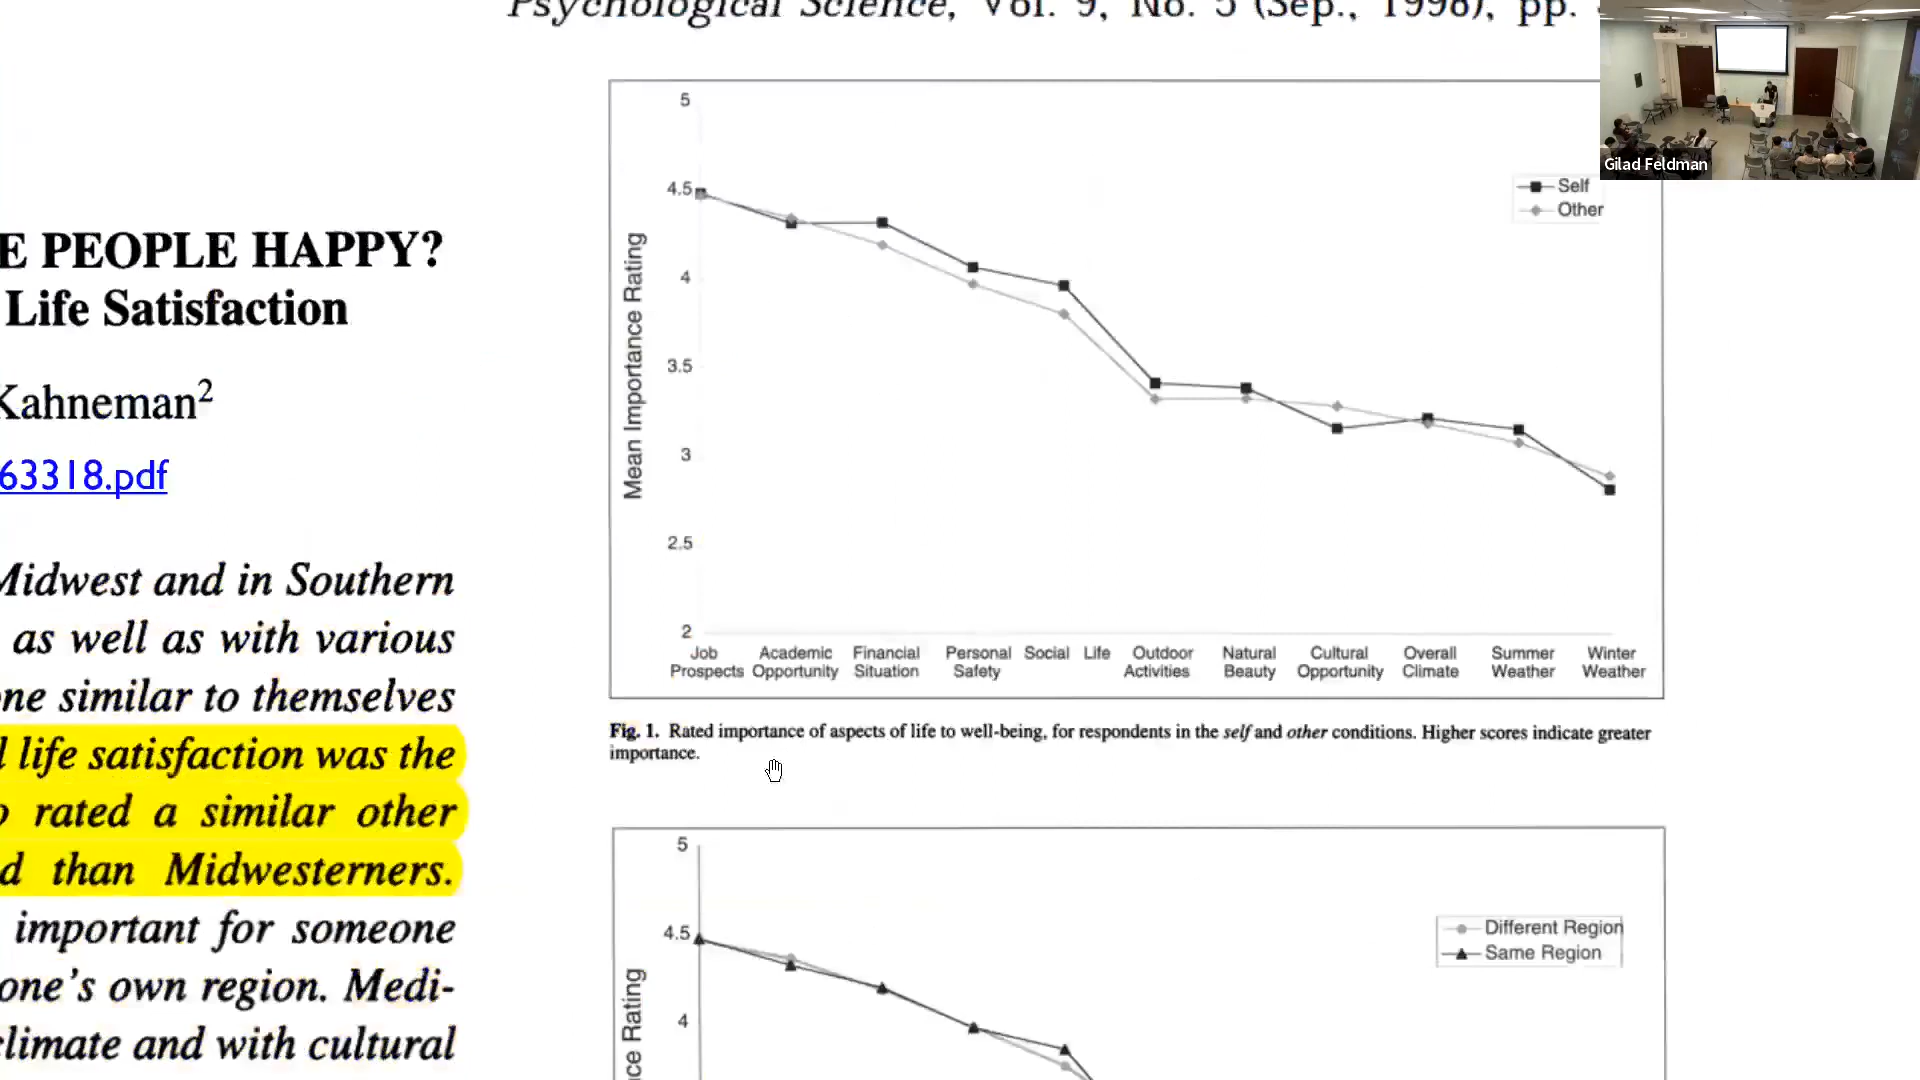 Psychological Science, Vol. 9, No. 5 (Sep., 1998), pp.
Gilad Feldman
E PEOPLE HAPPY?
Life Satisfaction
Kahneman2
63318.pdf
Midwest and in Southern
as well as with various
ne similar to themselves
l life satisfaction was the
o rated a similar other
d than Midwesterners.
important for someone
one's own region. Medi-
climate and with cultural
5
4.5
4
3.5
3
2.5
2
Mean Importance Rating
Self
Other
Job Prospects
Academic Opportunity
Financial Situation
Personal Safety
Social Life
Outdoor Activities
Natural Beauty
Cultural Opportunity
Overall Climate
Summer Weather
Winter Weather
Fig. 1. Rated importance of aspects of life to well-being, for respondents in the self and other conditions. Higher scores indicate greater
importance.
5
4.5
4
ce Rating
Different Region
Same Region